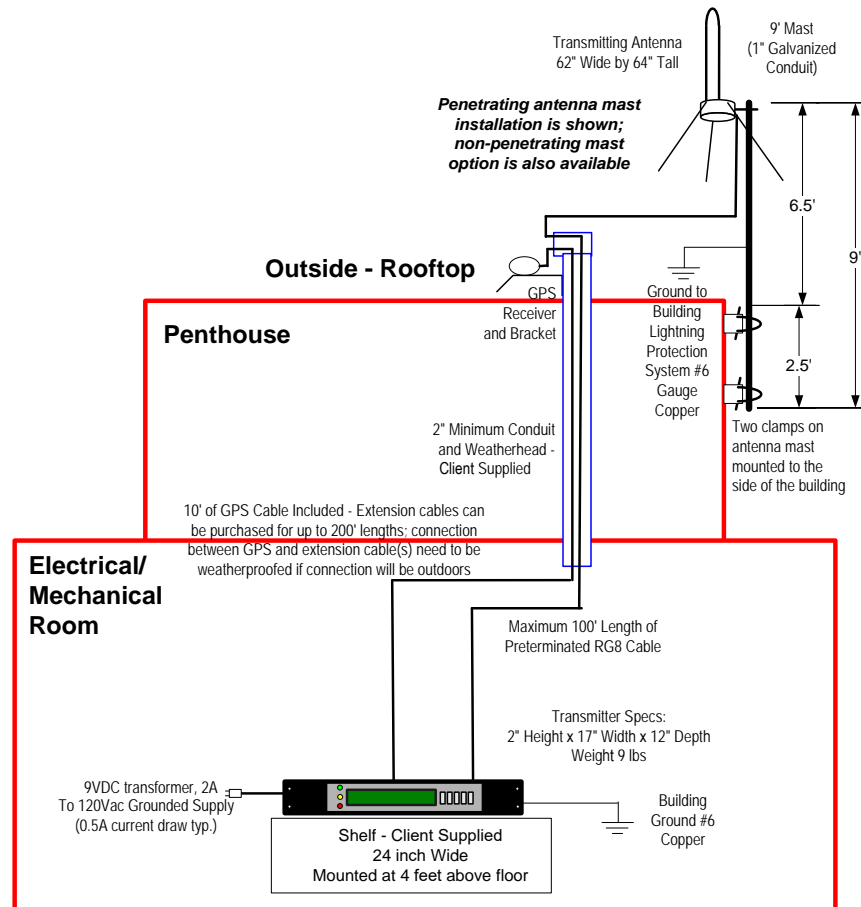 Transmitting Antenna
62" Wide by 64" Tall
9' Mast
(1" Galvanized
Conduit)
Penetrating antenna mast
installation is shown;
non-penetrating mast
option is also available
6.5'
9'
2.5'
Outside - Rooftop
GPS
Receiver
and Bracket
Ground to
Building
Lightning
Protection
System #6
Gauge
Copper
Penthouse
Two clamps on
antenna mast
mounted to the
side of the building
2" Minimum Conduit
and Weatherhead -
Client Supplied
10' of GPS Cable Included - Extension cables can
be purchased for up to 200' lengths; connection
between GPS and extension cable(s) need to be
weatherproofed if connection will be outdoors
Electrical/
Mechanical
Room
Maximum 100' Length of
Preterminated RG8 Cable
Transmitter Specs:
2" Height x 17" Width x 12" Depth
Weight 9 lbs
9VDC transformer, 2A
To 120Vac Grounded Supply
(0.5A current draw typ.)
Building
Ground #6
Copper
Shelf - Client Supplied
24 inch Wide
Mounted at 4 feet above floor